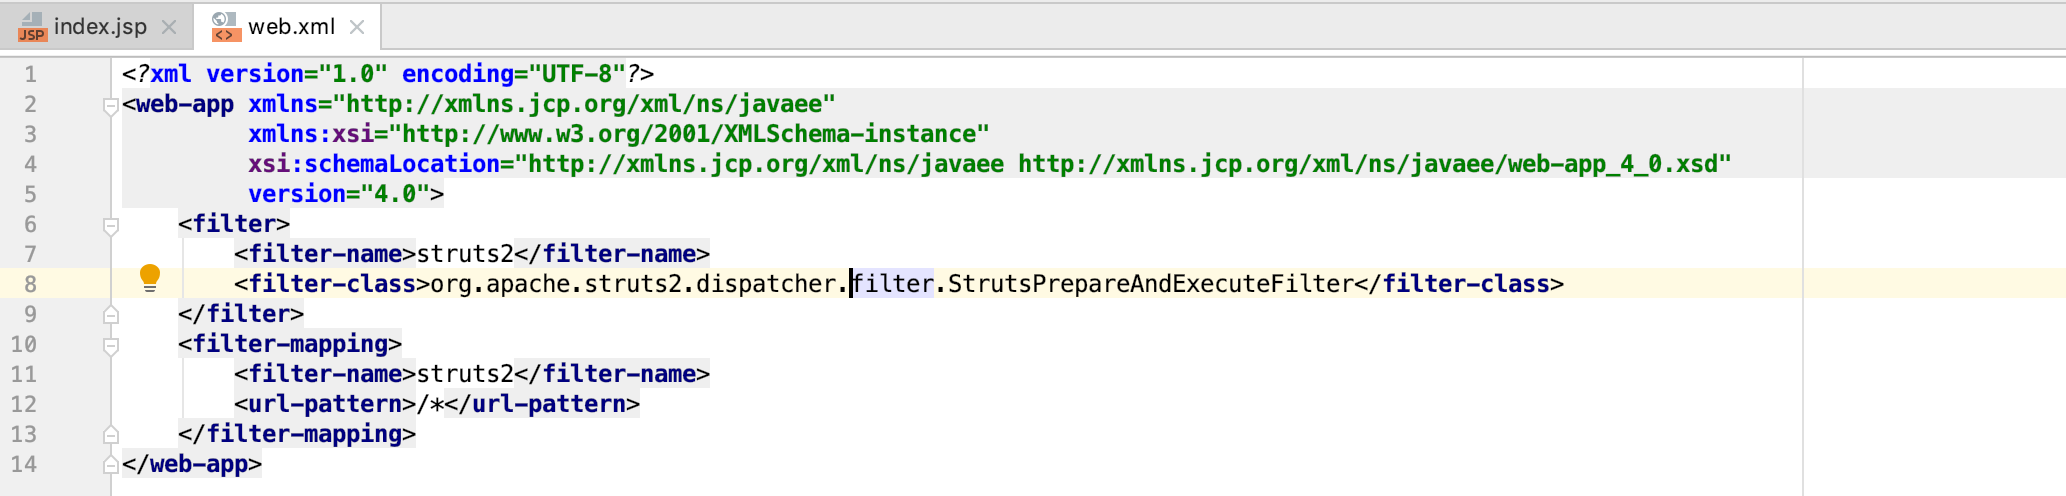 index.jsp web.xml
JSP
1 <?xml version="1.0" encoding="UTF-8"?>
2 <web-app xmlns="http://xmlns.jcp.org/xml/ns/javaee"
3 xmlns:xsi="http://www.w3.org/2001/XMLSchema-instance"
4 xsi:schemaLocation="http://xmlns.jcp.org/xml/ns/javaee http://xmlns.jcp.org/xml/ns/javaee/web-app_4_0.xsd"
5 version="4.0">
6 <filter>
7 <filter-name>struts2</filter-name>
8 <filter-class>org.apache.struts2.dispatcher.filter.StrutsPrepareAndExecuteFilter</filter-class>
9 </filter>
10 <filter-mapping>
11 <filter-name>struts2</filter-name>
12 <url-pattern>/*</url-pattern>
13 </filter-mapping>
14 </web-app>